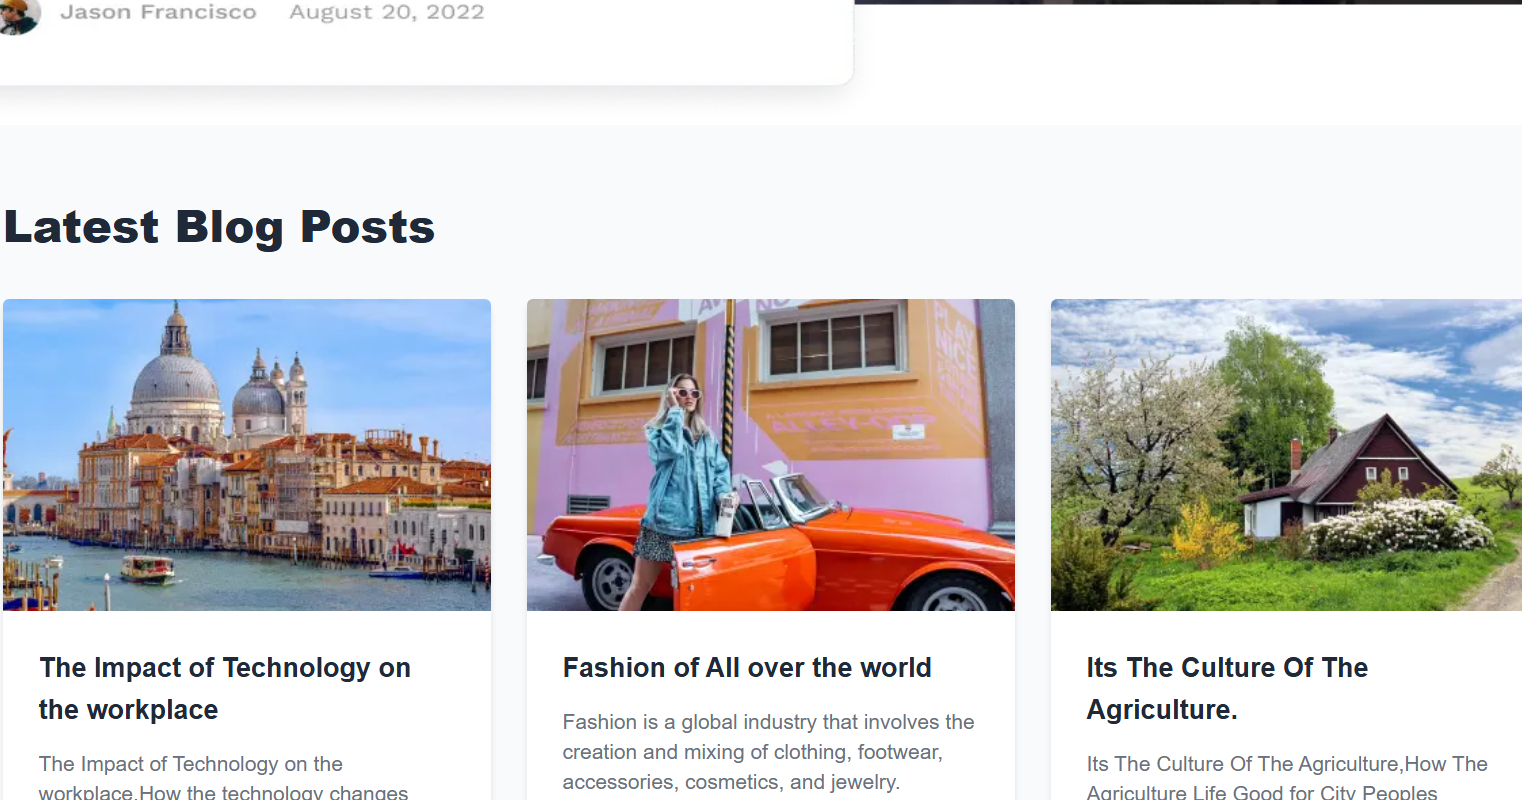 Jason Francisco August 20, 2022
Latest Blog Posts
ALLEY-OOP
The Impact of Technology on
the workplace
The Impact of Technology on the
workplace,How the technology changes
Fashion of All over the world
Fashion is a global industry that involves the
creation and mixing of clothing, footwear,
accessories, cosmetics, and jewelry.
Its The Culture Of The
Agriculture.
Its The Culture Of The Agriculture,How The
Agriculture Life Good for City Peoples